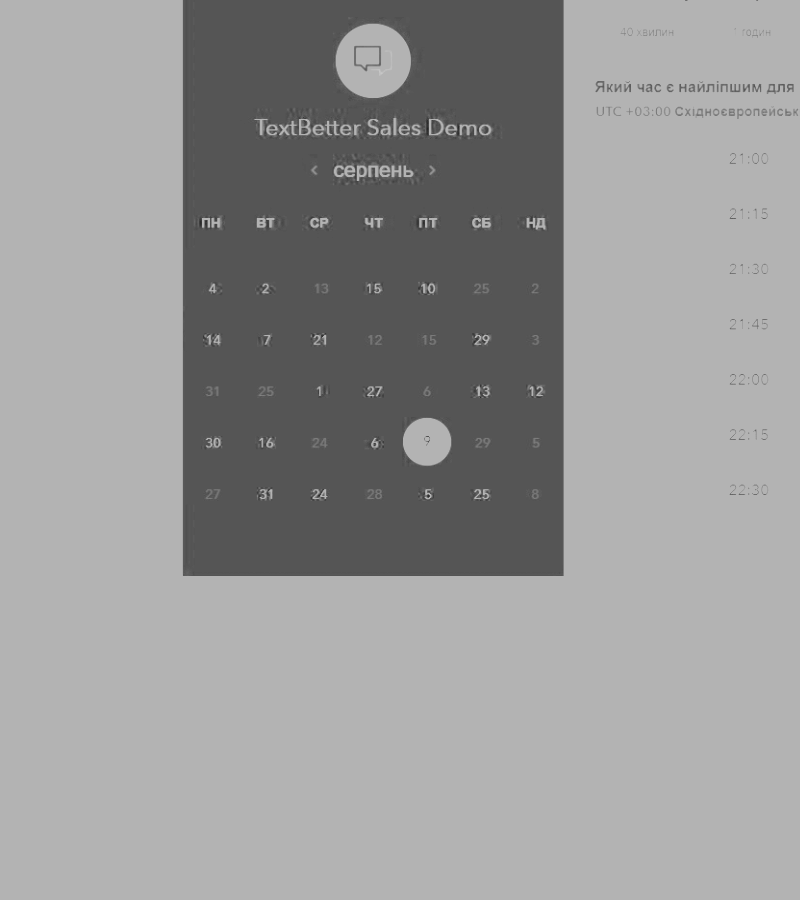 TextBetter Sales Demo
серпень
ПН ВТ СР ЧТ ПТ СБ НД
4 2 13 15 10 25 2
14 7 21 12 15 29 3
31 25 1 27 6 13 12
30 16 24 6 9 29 5
27 31 24 28 5 25 8
40 хвилин 1 годин
Який час є найліпшим для
UTC +03:00 Східноєвропейськ
21:00
21:15
21:30
21:45
22:00
22:15
22:30